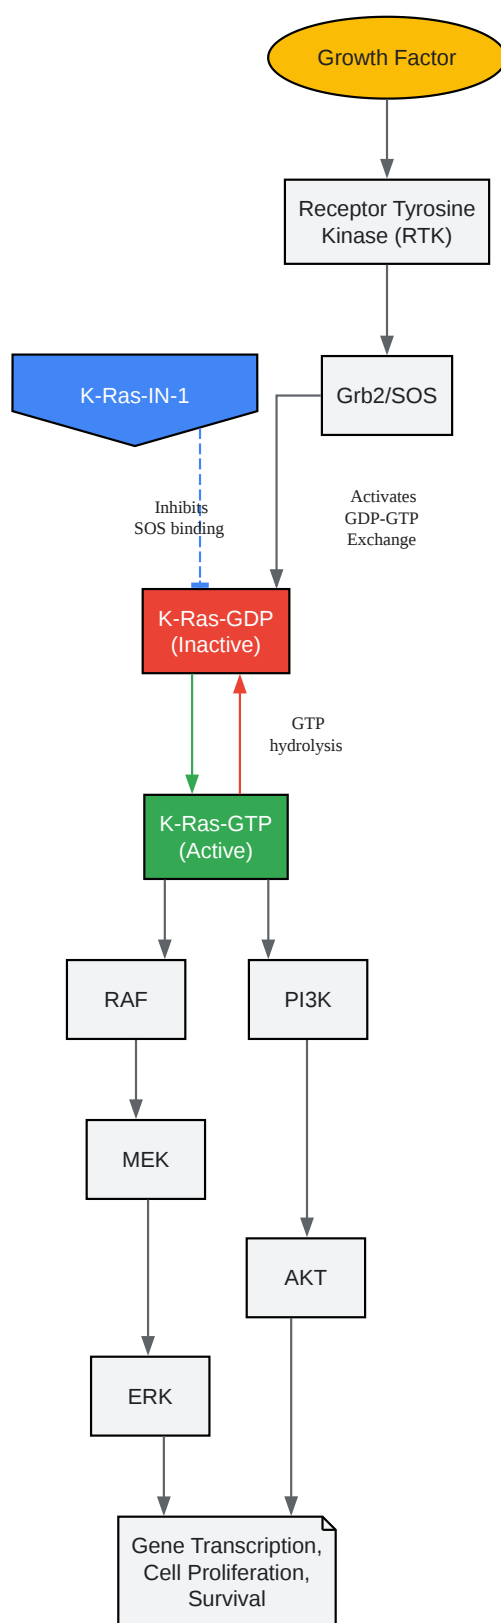 Growth Factor
Receptor Tyrosine
Kinase (RTK)
K-Ras-IN-1
Grb2/SOS
Inhibits
SOS binding
Activates
GDP-GTP
Exchange
K-Ras-GDP
(Inactive)
GTP
hydrolysis
K-Ras-GTP
(Active)
RAF
PI3K
MEK
AKT
ERK
Gene Transcription,
Cell Proliferation,
Survival